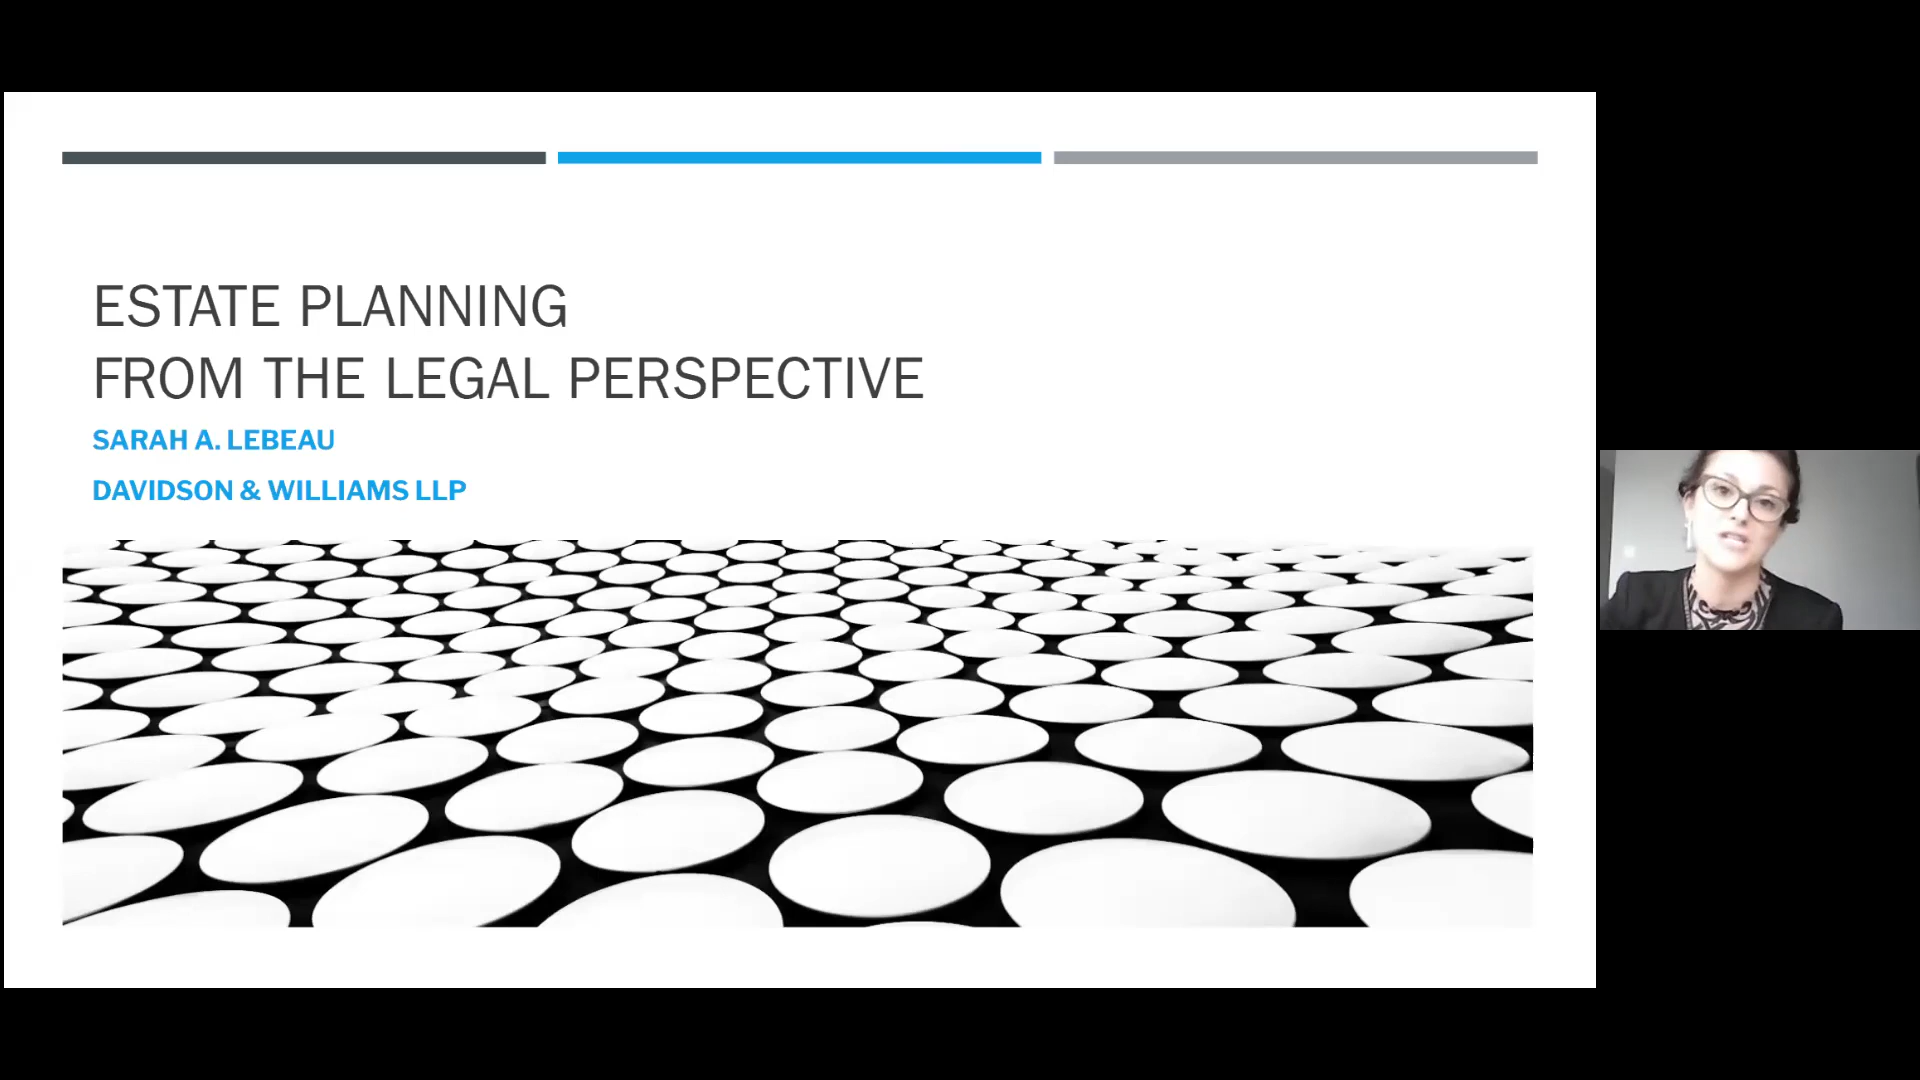 ESTATE PLANNING
FROM THE LEGAL PERSPECTIVE
SARAH A. LEBEAU
DAVIDSON & WILLIAMS LLP